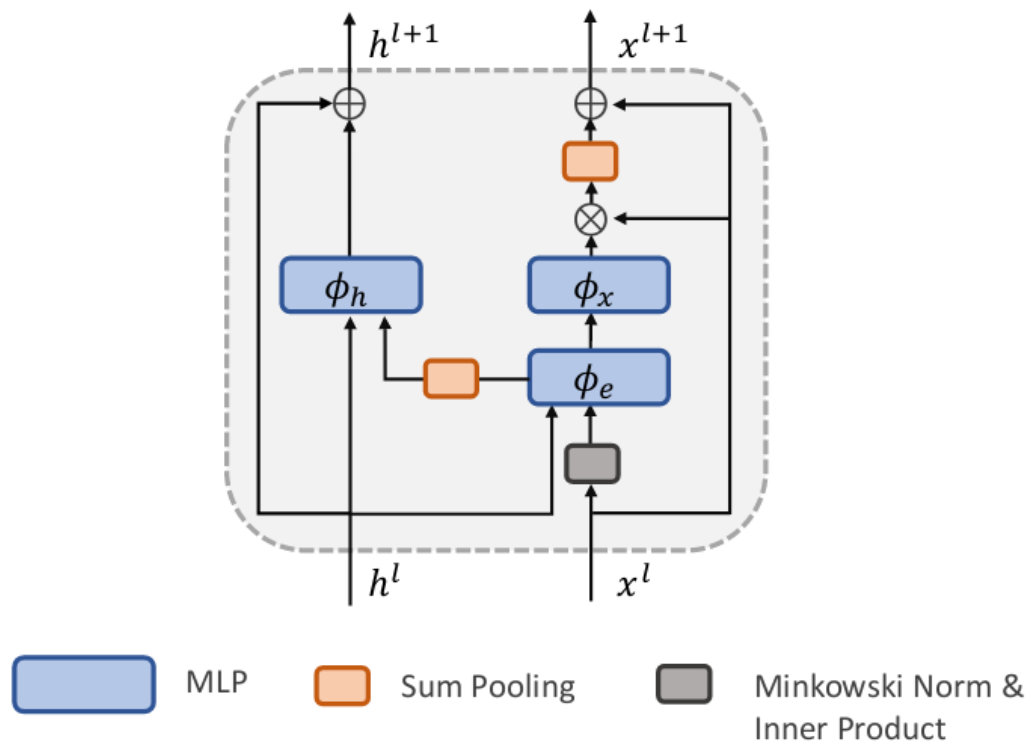 h^{l+1}
x^{l+1}
ϕ_h
ϕ_x
ϕ_e
h^l
x^l
MLP
Sum Pooling
Minkowski Norm &
Inner Product